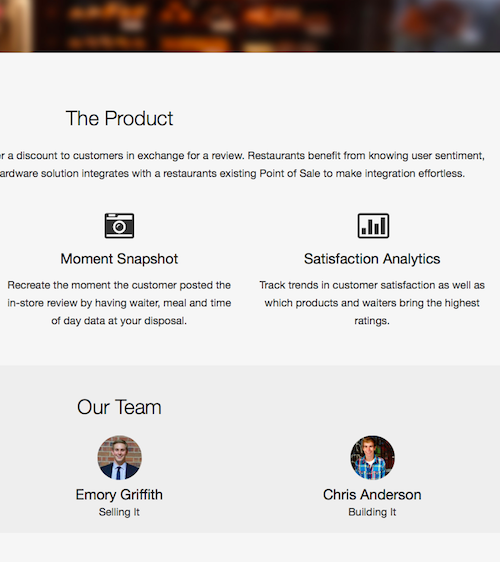 The Product
a discount to customers in exchange for a review. Restaurants benefit from knowing user sentiment,
solution integrates with a restaurants existing Point of Sale to make integration effortless.
Moment Snapshot
Satisfaction Analytics
Recreate the moment the customer posted the
in-store review by having waiter, meal and time
of day data at your disposal.
Track trends in customer satisfaction as well as
which products and waiters bring the highest
ratings.
Our Team
Emory Griffith
Selling It
Chris Anderson
Building It